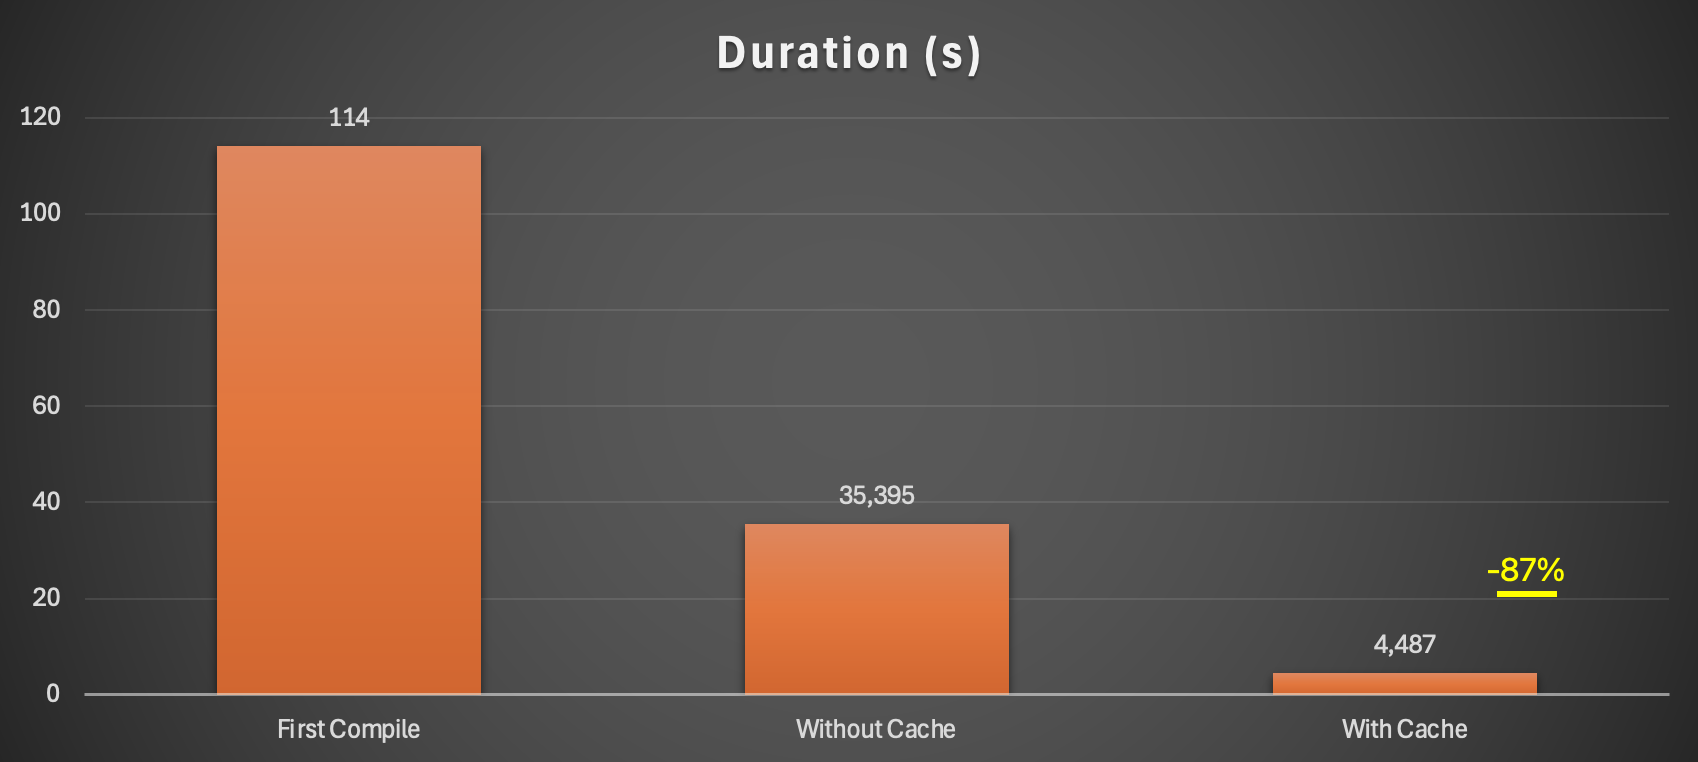 Duration (s)
120
114
100
80
60
40
35,395
-87%
20
4,487
0
First Compile
Without Cache
With Cache